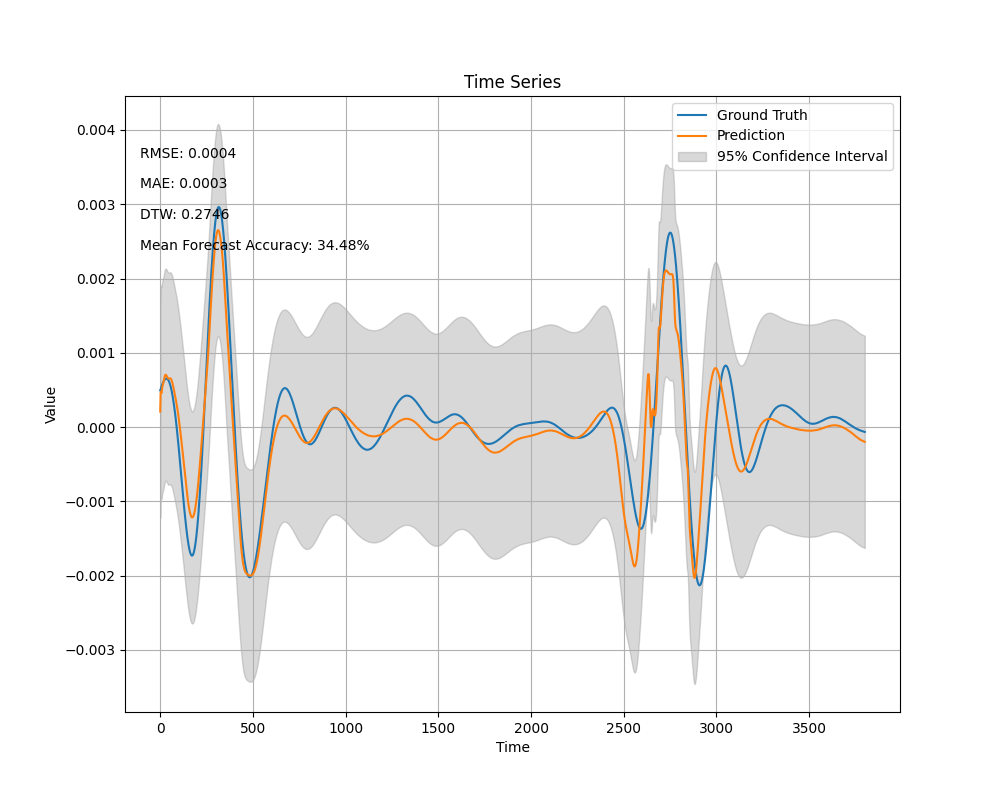 Time Series
Ground Truth
Prediction
95% Confidence Interval
RMSE: 0.0004
MAE: 0.0003
DTW: 0.2746
Mean Forecast Accuracy: 34.48%
Value
0.004
0.003
0.002
0.001
0.000
−0.001
−0.002
−0.003
0 500 1000 1500 2000 2500 3000 3500
Time